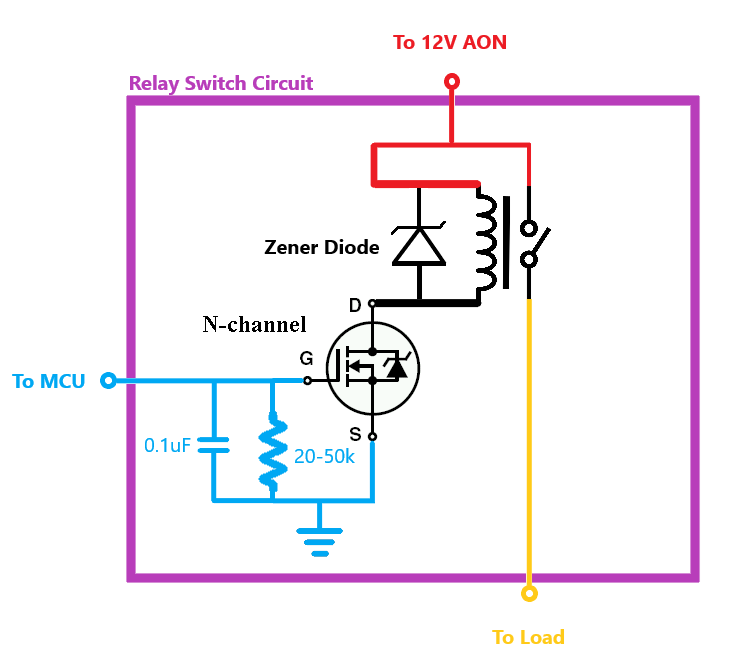 To 12V AON
Relay Switch Circuit
Zener Diode
D
N-channel
G
To MCU
S
0.1uF
20-50k
To Load